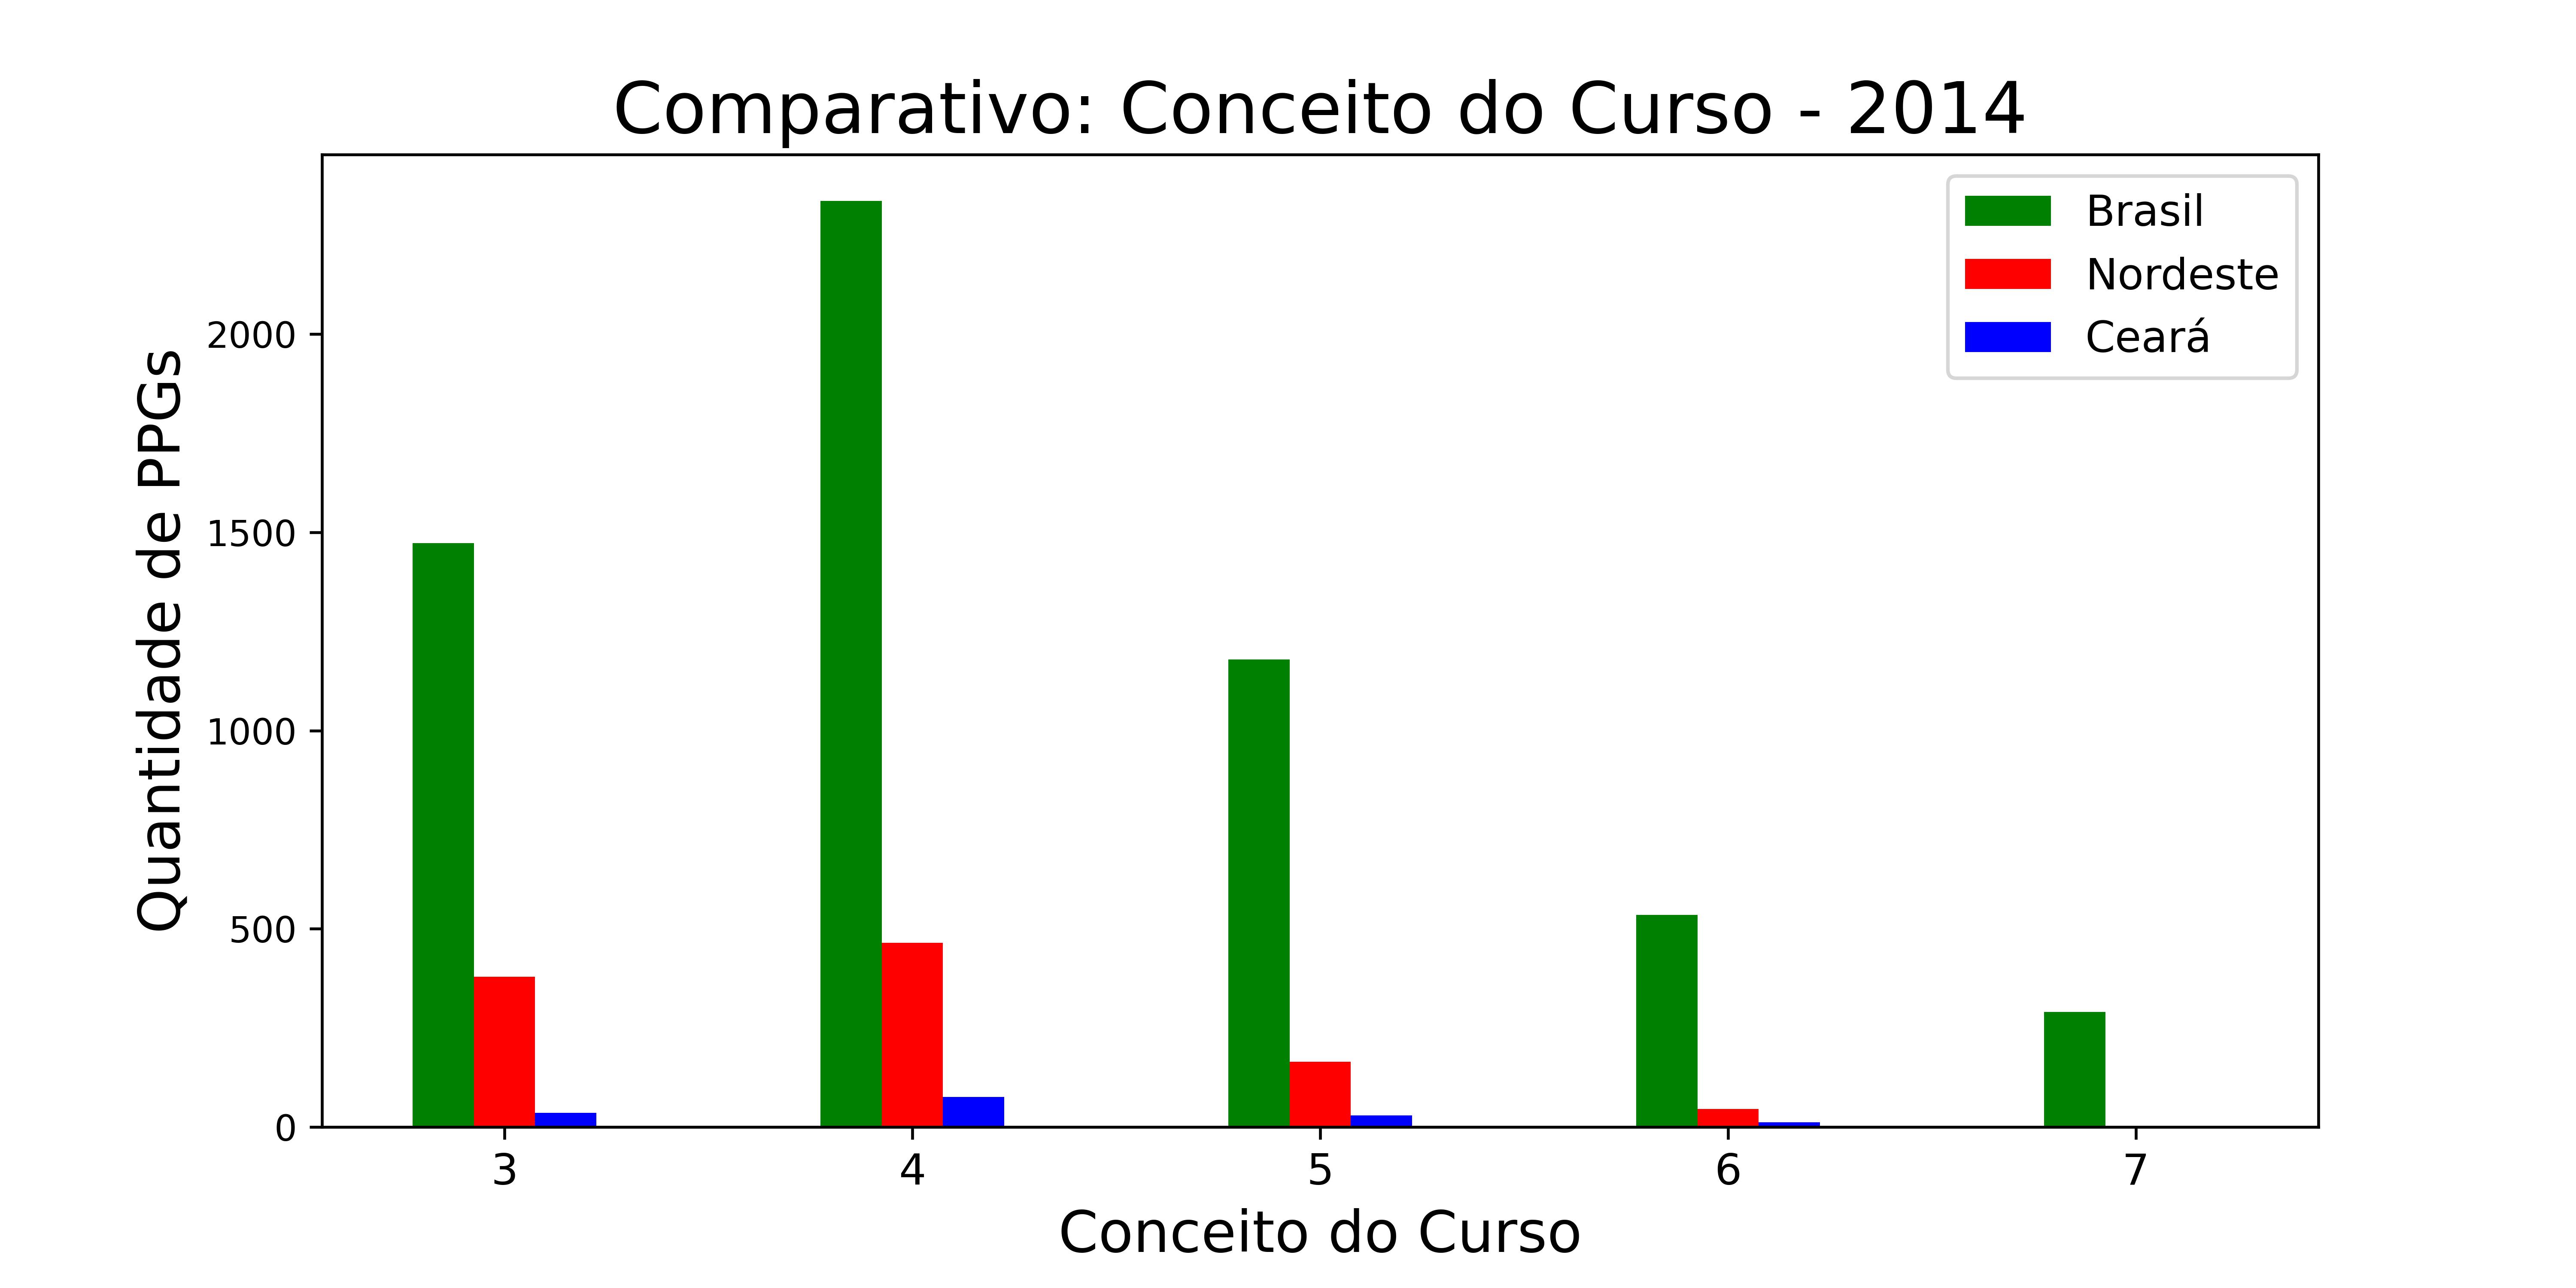 Comparativo: Conceito do Curso - 2014
Brasil
Nordeste
Ceará
Quantidade de PPGs
2000
1500
1000
500
0
3 4 5 6 7
Conceito do Curso